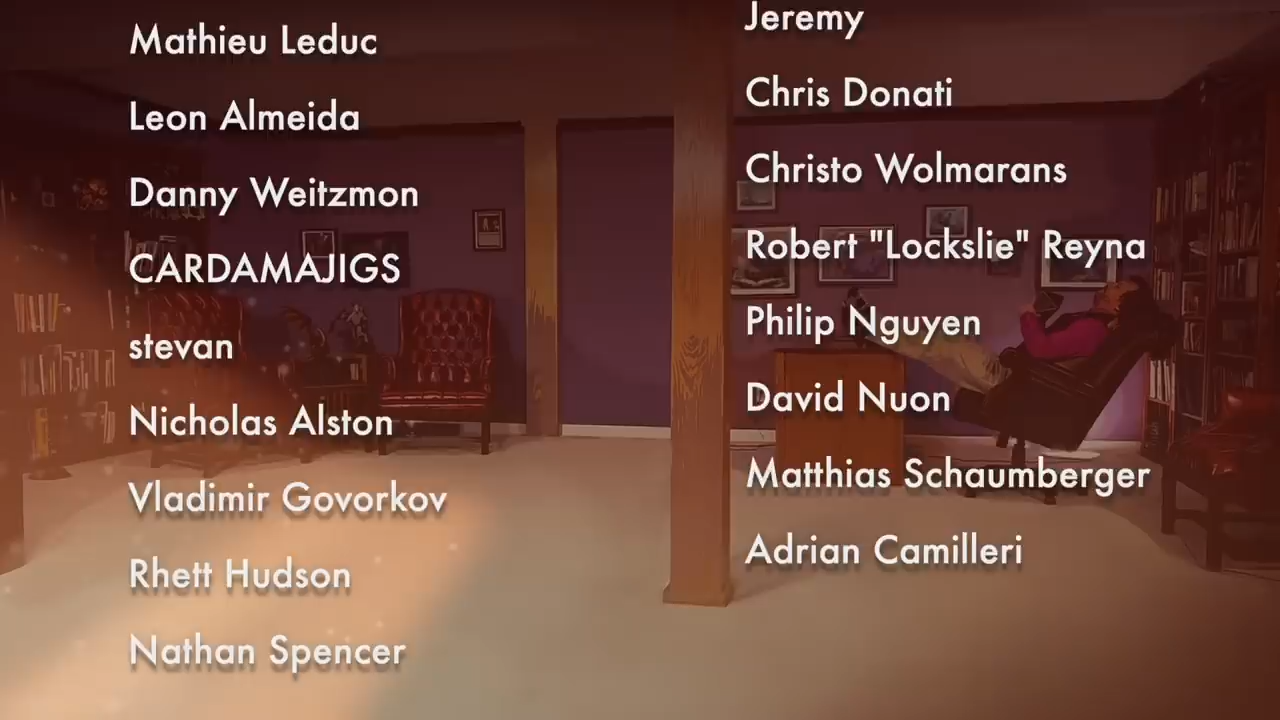 Mathieu Leduc
Leon Almeida
Danny Weitzmon
CARDAMAJIGS
stevan
Nicholas Alston
Vladimir Govorkov
Rhett Hudson
Nathan Spencer
Jeremy
Chris Donati
Christo Wolmarans
Robert "Lockslie" Reyna
Philip Nguyen
David Nuon
Matthias Schaumberger
Adrian Camilleri